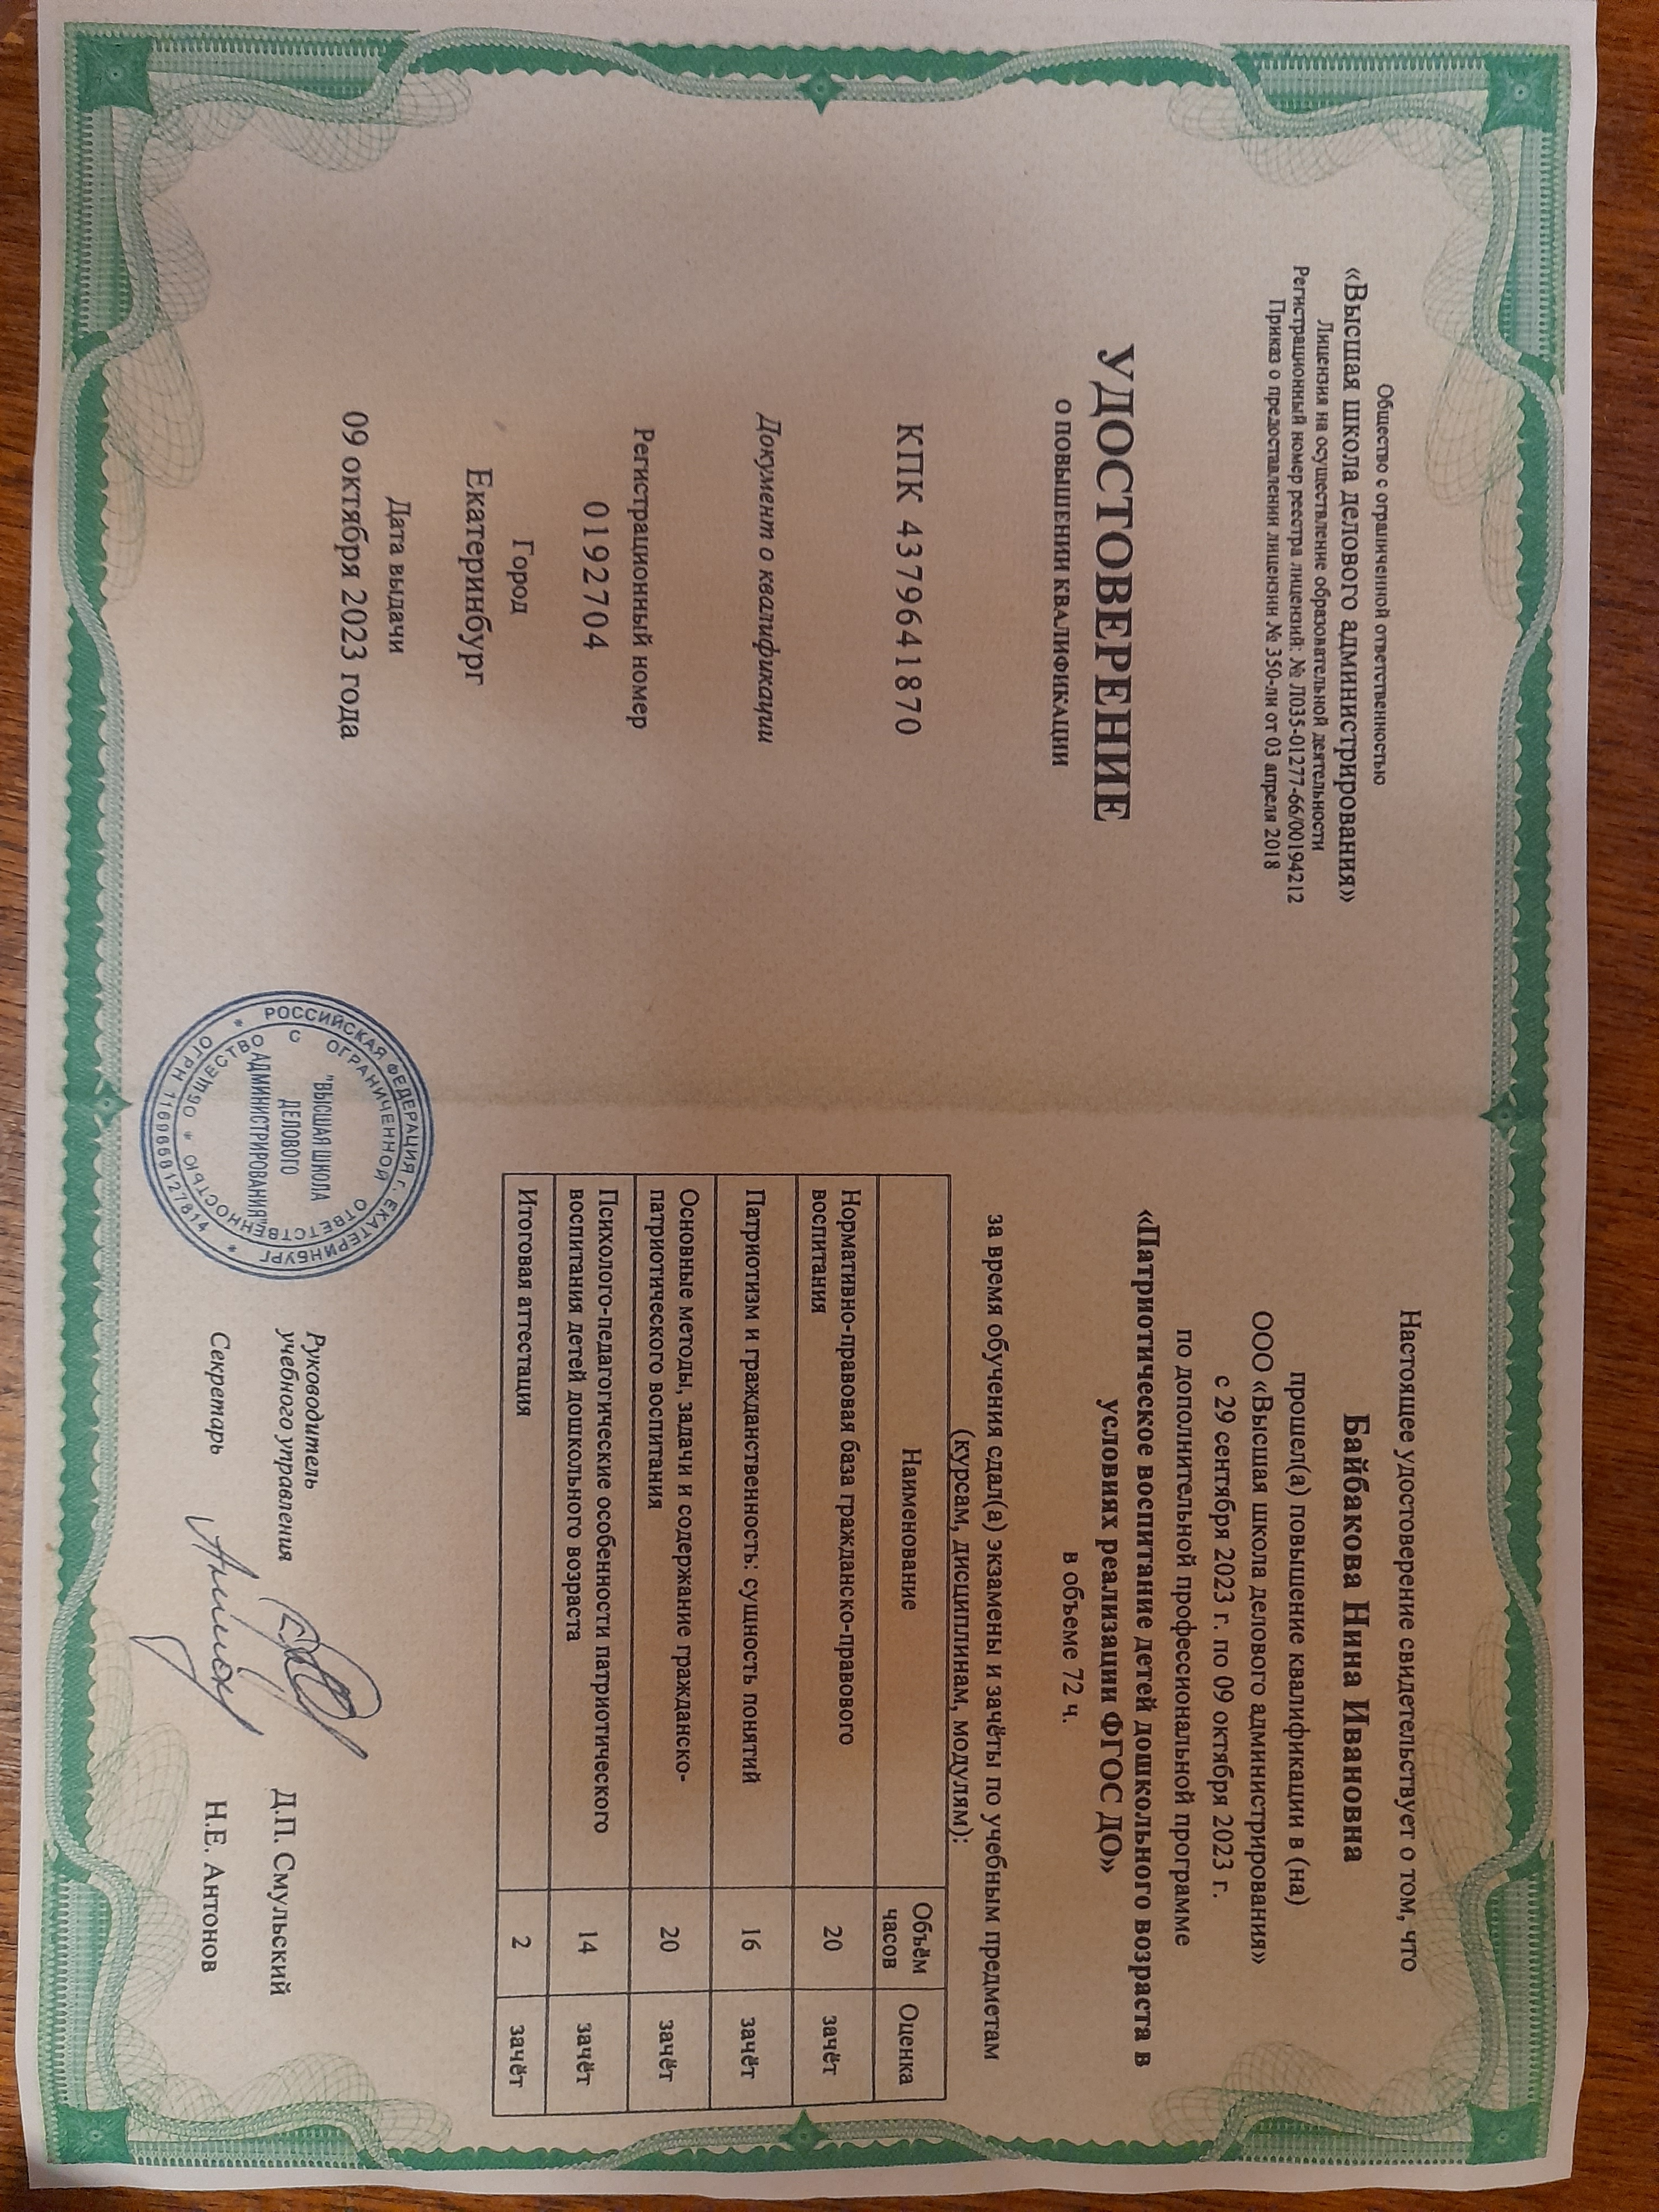 Общество с ограниченной ответственностью
«Высшая школа делового администрирования»
Лицензия на осуществление образовательной деятельности
Регистрационный номер реестра лицензий: № Л035-01277-66/00194212
Приказ о предоставлении лицензии № 350-ли от 03 апреля 2018
УДОСТОВЕРЕНИЕ
О ПОВЫШЕНИИ КВАЛИФИКАЦИИ
КПК 4379641870
Документ о квалификации
Регистрационный номер
0192704
Город
Екатеринбург
Дата выдачи
09 октября 2023 года
Настоящее удостоверение свидетельствует о том, что
Байбакова Нина Ивановна
прошел(а) повышение квалификации в (на)
ООО «Высшая школа делового администрирования»
с 29 сентября 2023 г. по 09 октября 2023 г.
по дополнительной профессиональной программе
«Патриотическое воспитание детей дошкольного возраста в
условиях реализации ФГОС ДО»
в объеме 72 ч.
за время обучения сдал(а) экзамены и зачёты по учебным предметам
(курсам, дисциплинам, модулям):
Наименование Объём часов Оценка
Нормативно-правовая база гражданско-правового
воспитания 20 зачёт
Патриотизм и гражданственность: сущность понятий 16 зачёт
Основные методы, задачи и содержание гражданско-
патриотического воспитания 20 зачёт
Психолого-педагогические особенности патриотического
воспитания детей дошкольного возраста 14 зачёт
Итоговая аттестация 2 зачёт
РОССИЙСКАЯ ФЕДЕРАЦИЯ Г. ЕКАТЕРИНБУРГ
ОГРН 1169658127814
ОБЩЕСТВО С ОГРАНИЧЕННОЙ ОТВЕТСТВЕННОСТЬЮ
"ВЫСШАЯ ШКОЛА
ДЕЛОВОГО
АДМИНИСТРИРОВАНИЯ"
Руководитель
учебного управления Д.П. Смульский
Секретарь Н.Е. Антонов